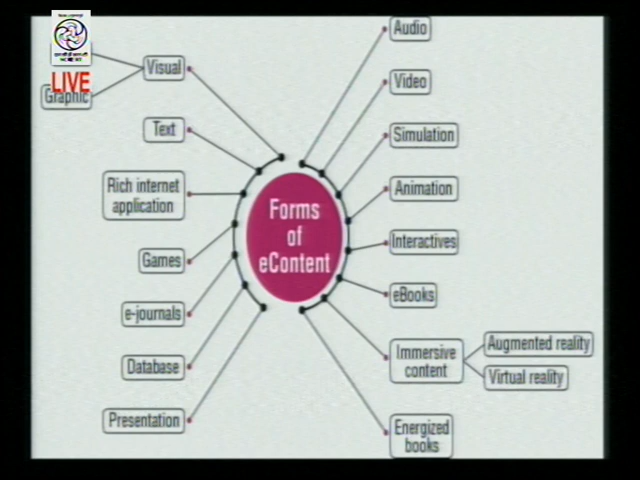 LIVE
Visual
Graphic
Text
Rich internet
application
Games
e-journals
Database
Presentation
Forms
of
eContent
Audio
Video
Simulation
Animation
Interactives
eBooks
Immersive
content
Augmented reality
Virtual reality
Energized
books